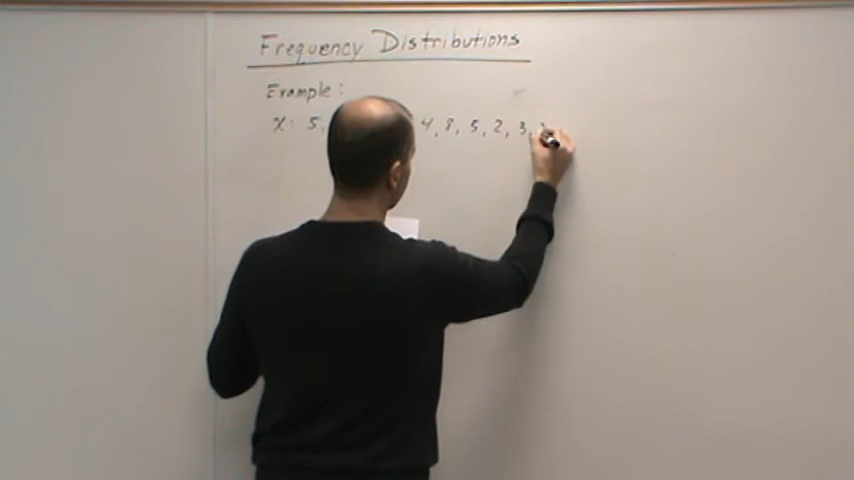 Frequency Distributions
Example:
x: 5, 4, 8, 5, 2, 3,